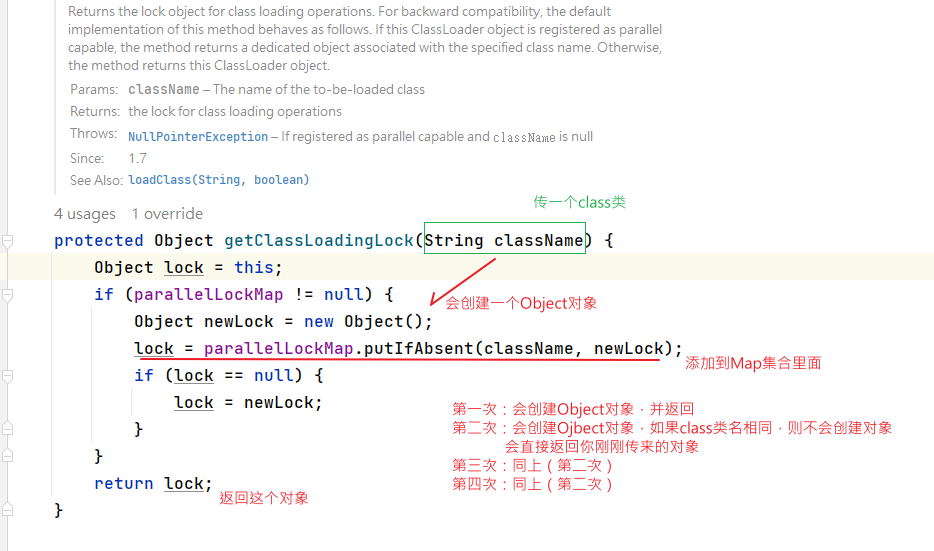 Returns the lock object for class loading operations. For backward compatibility, the default
implementation of this method behaves as follows. If this ClassLoader object is registered as parallel
capable, the method returns a dedicated object associated with the specified class name. Otherwise,
the method returns this ClassLoader object.
Params: className – The name of the to-be-loaded class
Returns: the lock for class loading operations
Throws: NullPointerException – If registered as parallel capable and className is null
Since: 1.7
See Also: loadClass(String, boolean)
传一个class类
4 usages 1 override
protected Object getClassLoadingLock(String className) {
Object lock = this;
if (parallelLockMap != null) {
会创建一个Object对象
Object newLock = new Object();
lock = parallelLockMap.putIfAbsent(className, newLock);
添加到Map集合里面
if (lock == null) {
lock = newLock;
第一次：会创建Object对象，并返回
}
第二次：会创建Ojbect对象，如果class类名相同，则不会创建对象
会直接返回你刚刚传来的对象
}
第三次：同上（第二次）
return lock;
第四次：同上（第二次）
返回这个对象
}